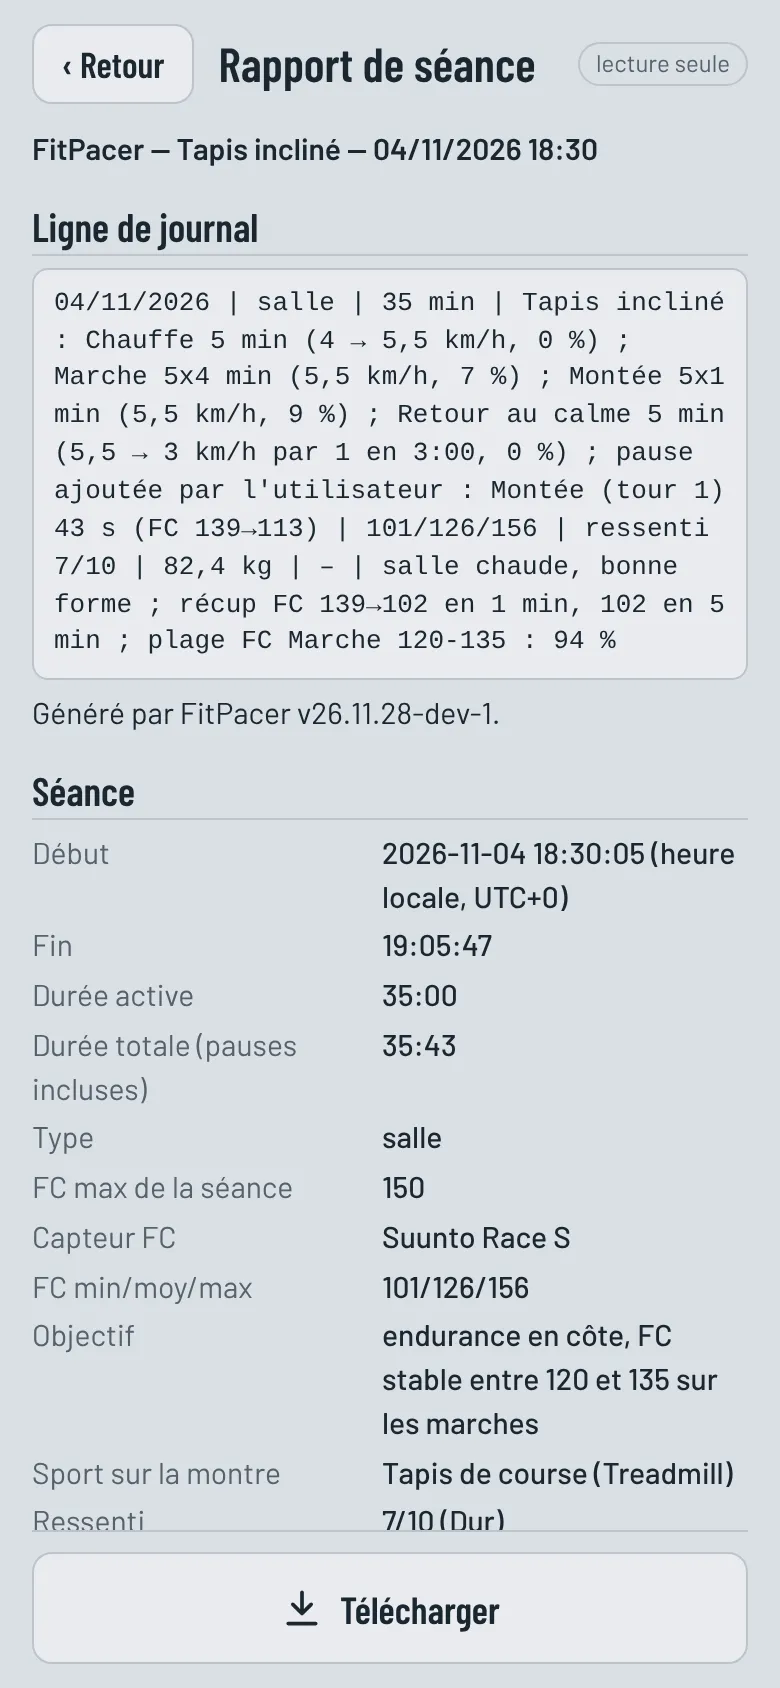 ‹ Retour
Rapport de séance
lecture seule
FitPacer – Tapis incliné – 04/11/2026 18:30
Ligne de journal
04/11/2026 | salle | 35 min | Tapis incliné
: Chauffe 5 min (4 → 5,5 km/h, 0 %) ;
Marche 5x4 min (5,5 km/h, 7 %) ; Montée 5x1
min (5,5 km/h, 9 %) ; Retour au calme 5 min
(5,5 → 3 km/h par 1 en 3:00, 0 %) ; pause
ajoutée par l'utilisateur : Montée (tour 1)
43 s (FC 139→113) | 101/126/156 | ressenti
7/10 | 82,4 kg | – | salle chaude, bonne
forme ; récup FC 139→102 en 1 min, 102 en 5
min ; plage FC Marche 120-135 : 94 %
Généré par FitPacer v26.11.28-dev-1.
Séance
Début
2026-11-04 18:30:05 (heure
locale, UTC+0)
Fin
19:05:47
Durée active
35:00
Durée totale (pauses
incluses)
35:43
Type
salle
FC max de la séance
150
Capteur FC
Suunto Race S
FC min/moy/max
101/126/156
Objectif
endurance en côte, FC
stable entre 120 et 135 sur
les marches
Sport sur la montre
Tapis de course (Treadmill)
Ressenti
7/10 (Dur)
Télécharger